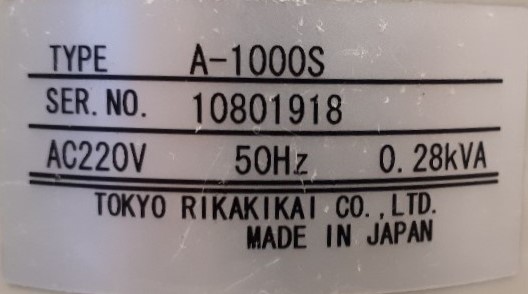 TYPE A-1000S
SER. NO. 10801918
AC220V 50Hz 0.28kVA
TOKYO RIKAKIKAI CO.,LTD.
MADE IN JAPAN